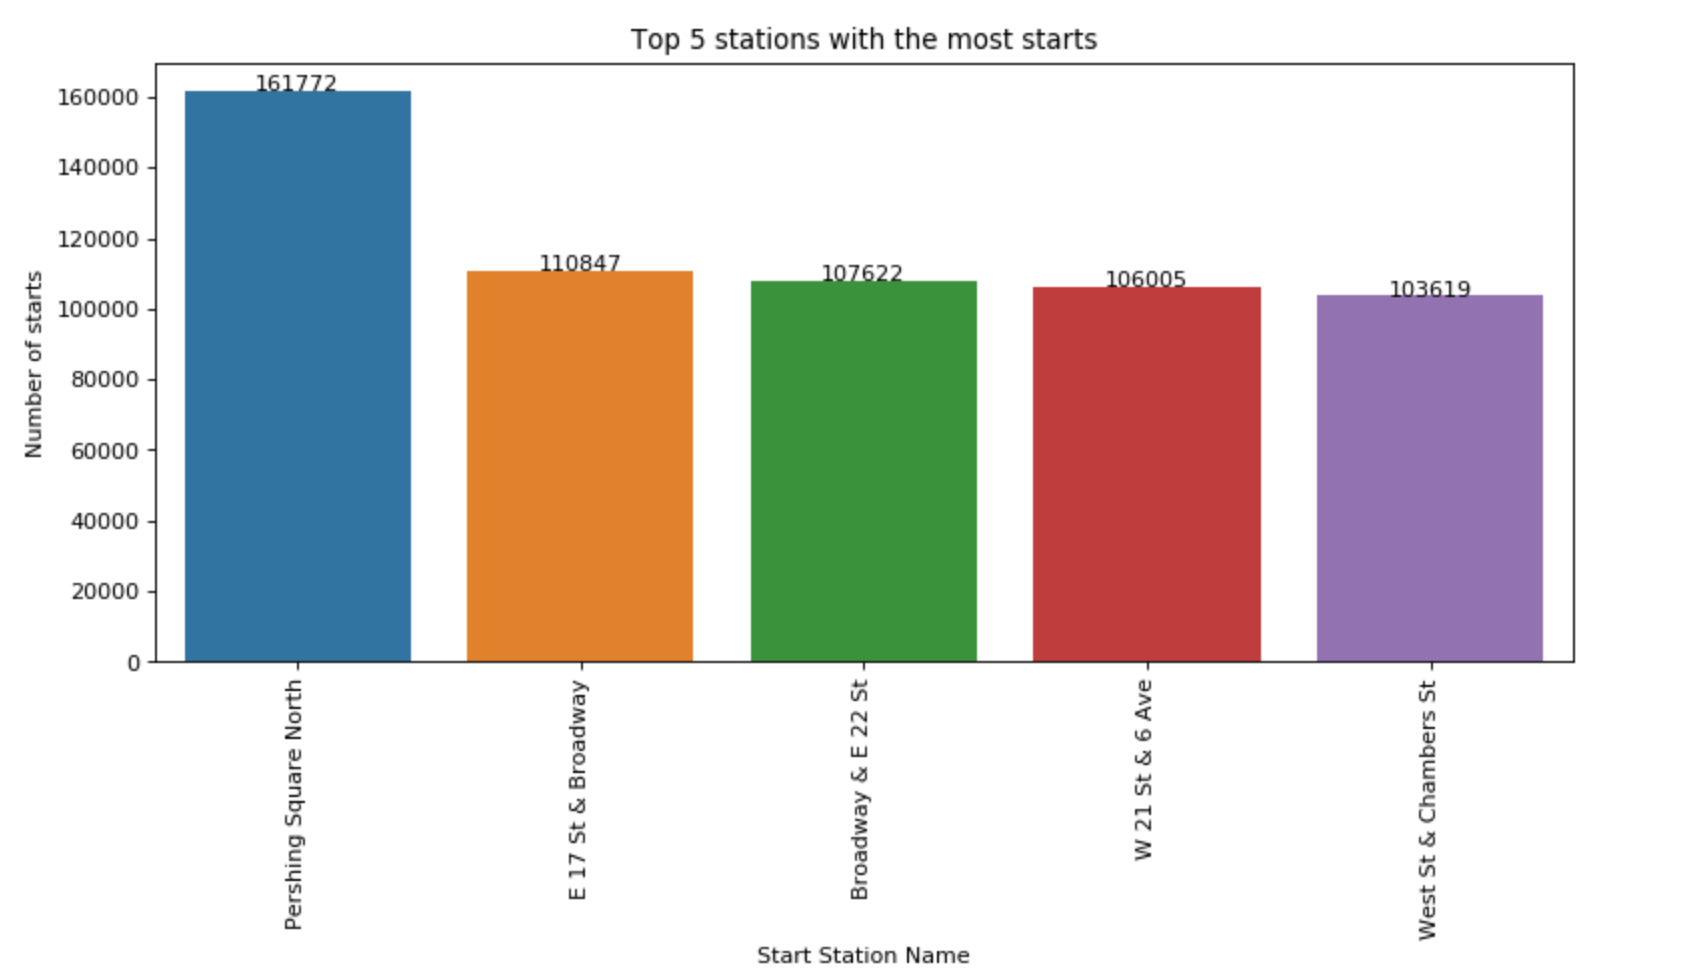 Top 5 stations with the most starts
161772
110847
107622
106005
103619
160000
140000
120000
100000
80000
60000
40000
20000
0
Number of starts
Pershing Square North
E 17 St & Broadway
Broadway & E 22 St
W 21 St & 6 Ave
West St & Chambers St
Start Station Name